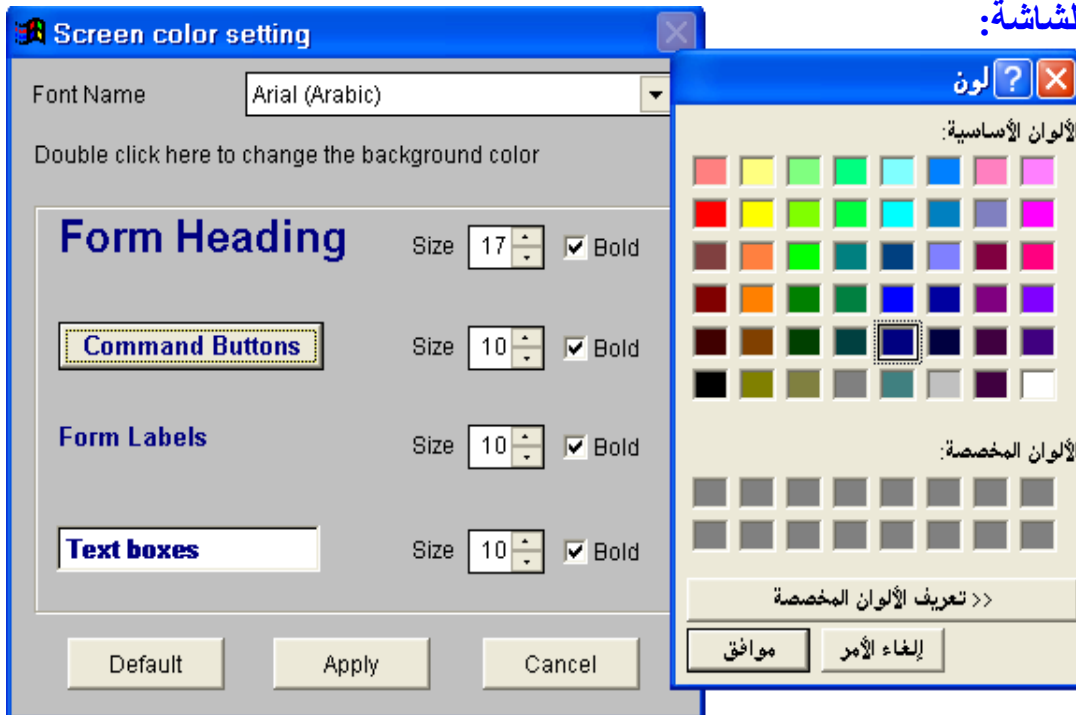 لشاشة:
Screen color setting
Font Name Arial (Arabic)
Double click here to change the background color
Form Heading Size 17 Bold
Command Buttons Size 10 Bold
Form Labels Size 10 Bold
Text boxes Size 10 Bold
Default Apply Cancel
لون
الألوان الأساسية:
الألوان المخصصة:
تعريف الألوان المخصصة >>
موافق إلغاء الأمر